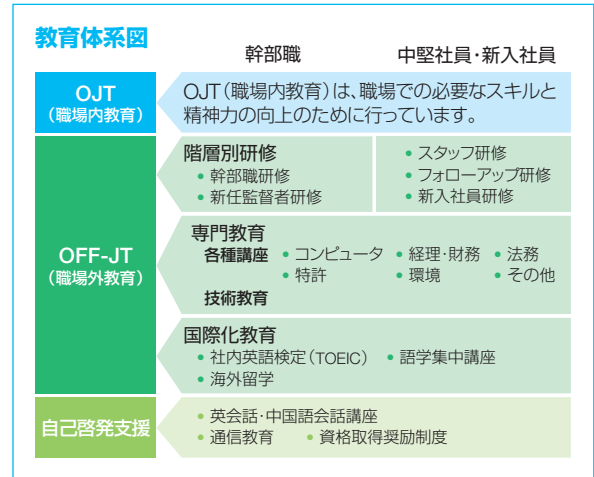 教育体系図
幹部職
中堅社員・新入社員
OJT
(職場内教育)
OJT(職場内教育)は、職場での必要なスキルと
精神力の向上のために行っています。
OFF-JT
(職場外教育)
階層別研修
• 幹部職研修
• 新任監督者研修
• スタッフ研修
• フォローアップ研修
• 新入社員研修
専門教育
各種講座 • コンピュータ • 経理・財務 • 法務
• 特許 • 環境 • その他
技術教育
国際化教育
• 社内英語検定(TOEIC) • 語学集中講座
• 海外留学
自己啓発支援
• 英会話・中国語会話講座
• 通信教育 • 資格取得奨励制度